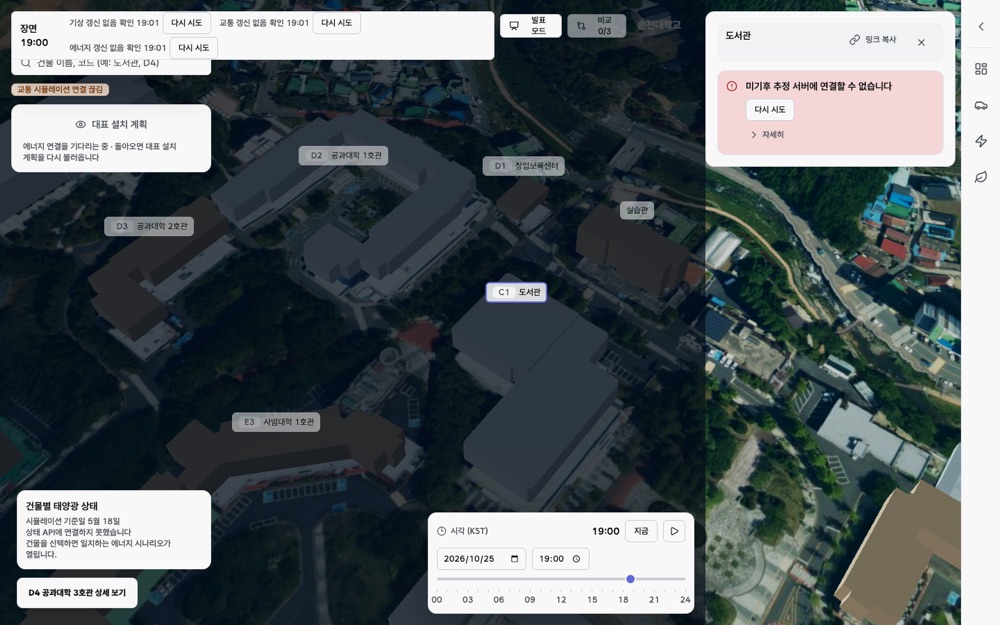 장면
19:00
기상 갱신 없음 확인 19:01 다시 시도 교통 갱신 없음 확인 19:01 다시 시도
에너지 갱신 없음 확인 19:01 다시 시도
발표 모드
비교 0/3
순천대학교
건물 이름, 코드 (예: 도서관, D4)
교통 시뮬레이션 연결 끊김
대표 설치 계획
에너지 연결을 기다리는 중 · 돌아오면 대표 설치
계획을 다시 불러옵니다
도서관
링크 복사
미기후 추정 서버에 연결할 수 없습니다
다시 시도
자세히
D2 공과대학 1호관
D1 창업보육센터
D3 공과대학 2호관
실습관
C1 도서관
E3 사범대학 1호관
건물별 태양광 상태
시뮬레이션 기준일 5월 18일
상태 API에 연결하지 못했습니다
건물을 선택하면 일치하는 에너지 시나리오가
열립니다.
D4 공과대학 3호관 상세 보기
시각 (KST) 19:00 지금
2026/10/25 19:00
00 03 06 09 12 15 18 21 24